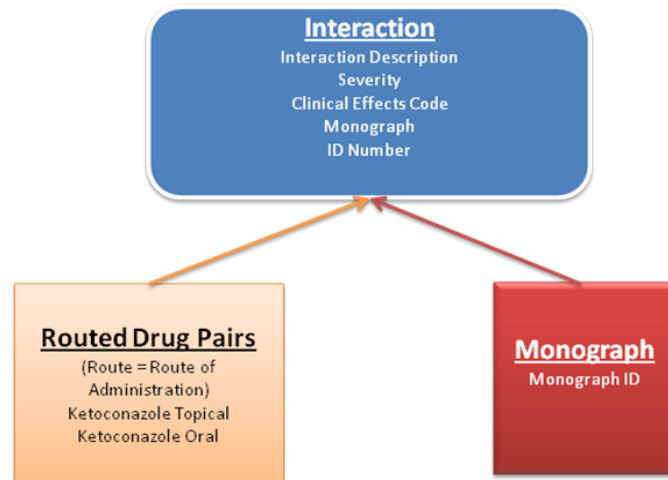 Interaction
Interaction Description
Severity
Clinical Effects Code
Monograph
ID Number
Routed Drug Pairs
(Route = Route of
Administration)
Ketoconazole Topical
Ketoconazole Oral
Monograph
Monograph ID